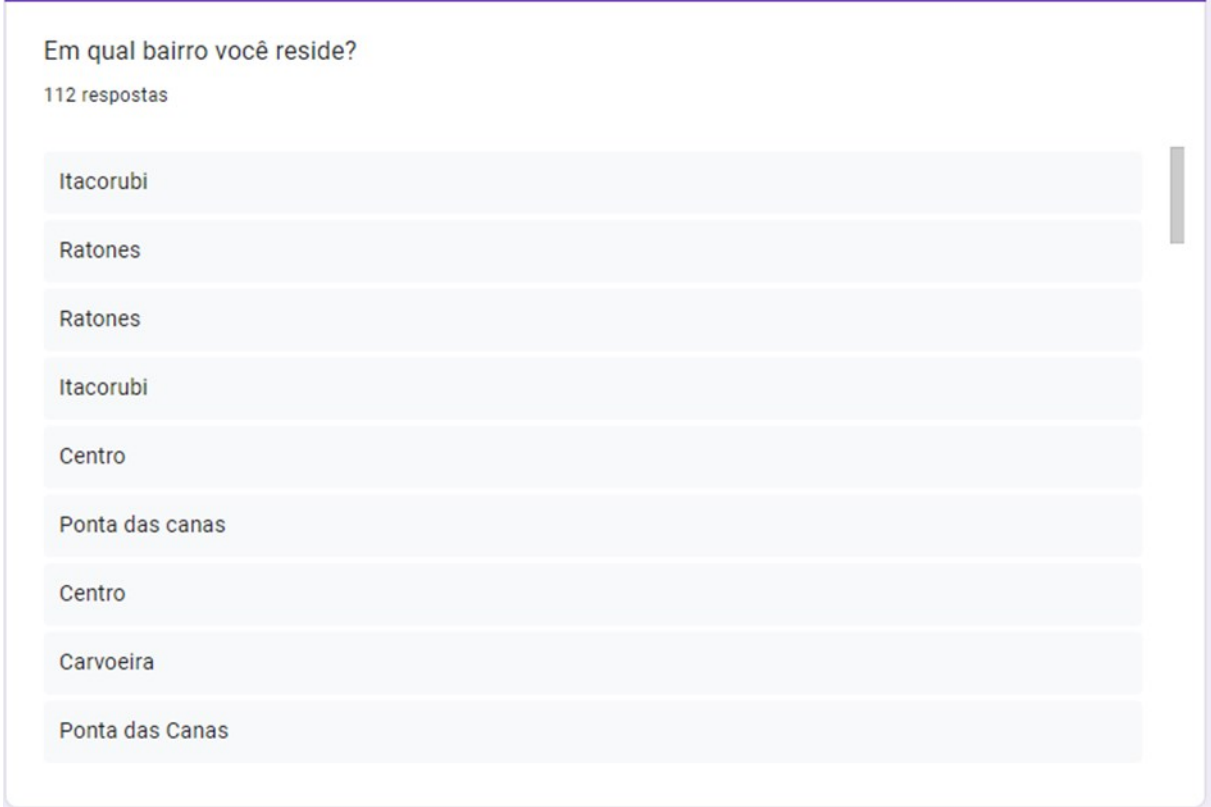 Em qual bairro você reside?
112 respostas
Itacorubi
Ratones
Ratones
Itacorubi
Centro
Ponta das canas
Centro
Carvoeira
Ponta das Canas